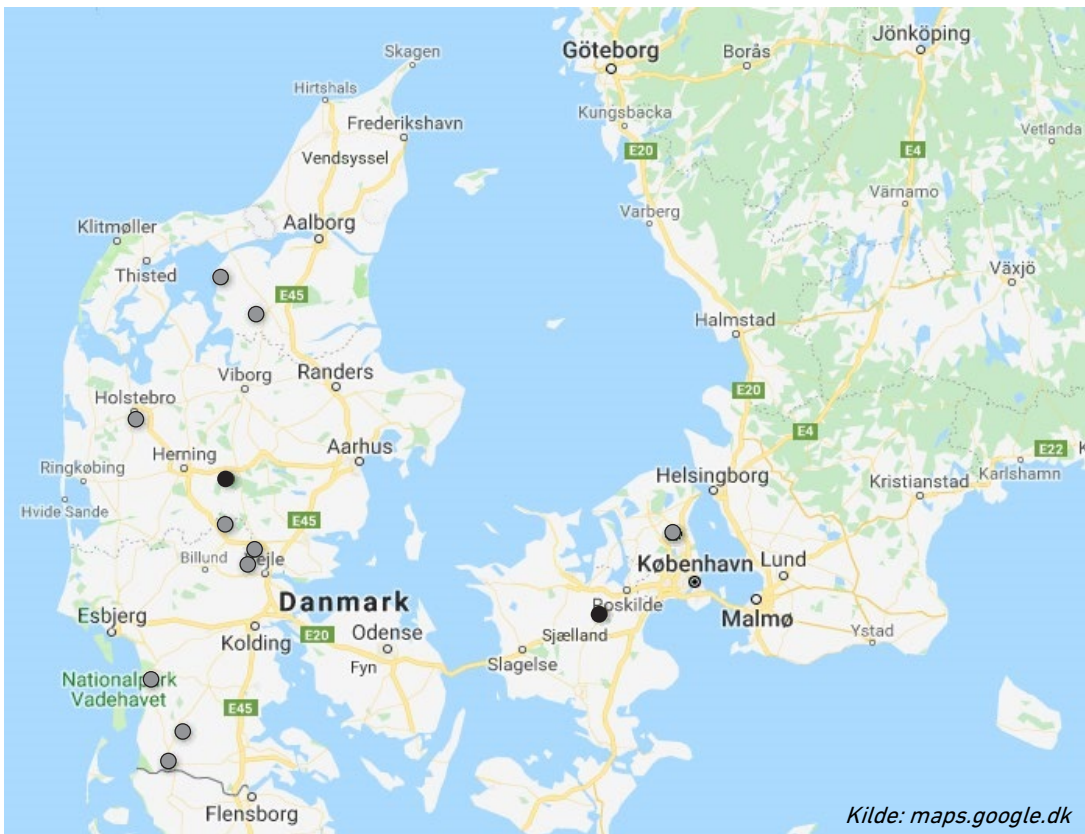 Skagen
Göteborg
Borås
Jönköping
Hirtshals
Kungsbacka
Frederikshavn
E20
E4
Vetlanda
Vendsyssel
Värnamo
Klitmøller
Aalborg
Varberg
Thisted
Växjö
E45
Halmstad
Viborg
Randers
E20
Holstebro
E4
Aarhus
Ringkøbing
Herning
E22
Karlshamn
Helsingborg
Kristianstad
Hvide Sande
E45
Billund
København
Lund
Danmark
Roskilde
Esbjerg
Malmø
Kolding
E20
Odense
Sjælland
Ystad
Fyn
Slagelse
Nationalpark
Vadehavet
E45
Flensborg
Kilde: maps.google.dk